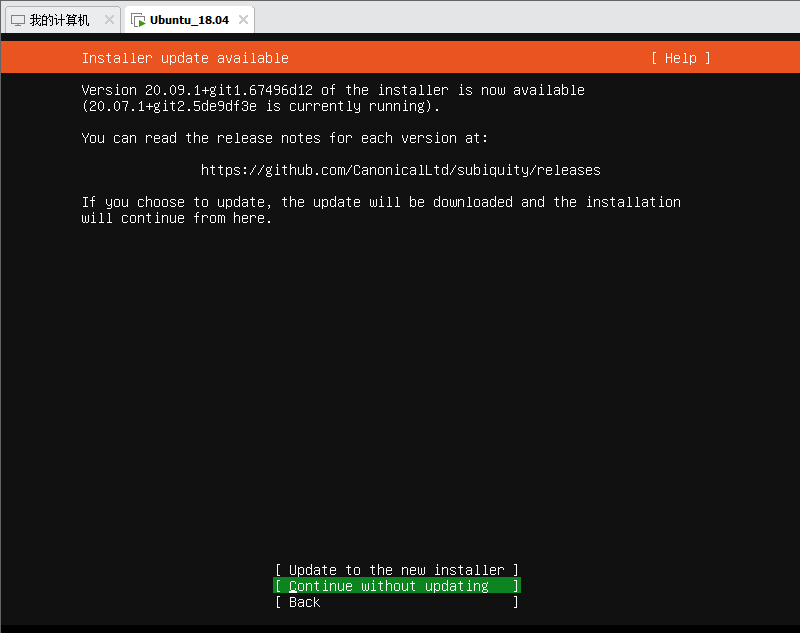 我的计算机 Ubuntu_18.04
Installer update available [ Help ]
Version 20.09.1+git1.67496d12 of the installer is now available
(20.07.1+git2.5de9df3e is currently running).
You can read the release notes for each version at:
https://github.com/CanonicalLtd/subiquity/releases
If you choose to update, the update will be downloaded and the installation
will continue from here.
[ Update to the new installer ]
[ Continue without updating ]
[ Back ]